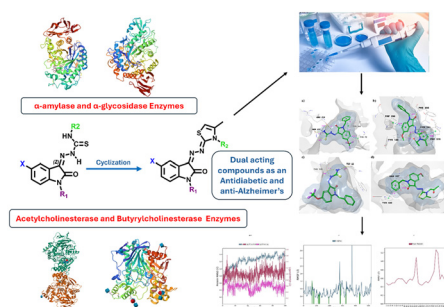 α-amylase and α-glycosidase Enzymes
R2
HN
S
N
H
X
N
O
R1
Cyclization
S
N
R2
N
N
X
N
O
R1
Dual acting
compounds as an
Antidiabetic and
anti-Alzheimer's
Acetylcholinesterase and Butyrylcholinesterase Enzymes
a)
b)
c)
d)